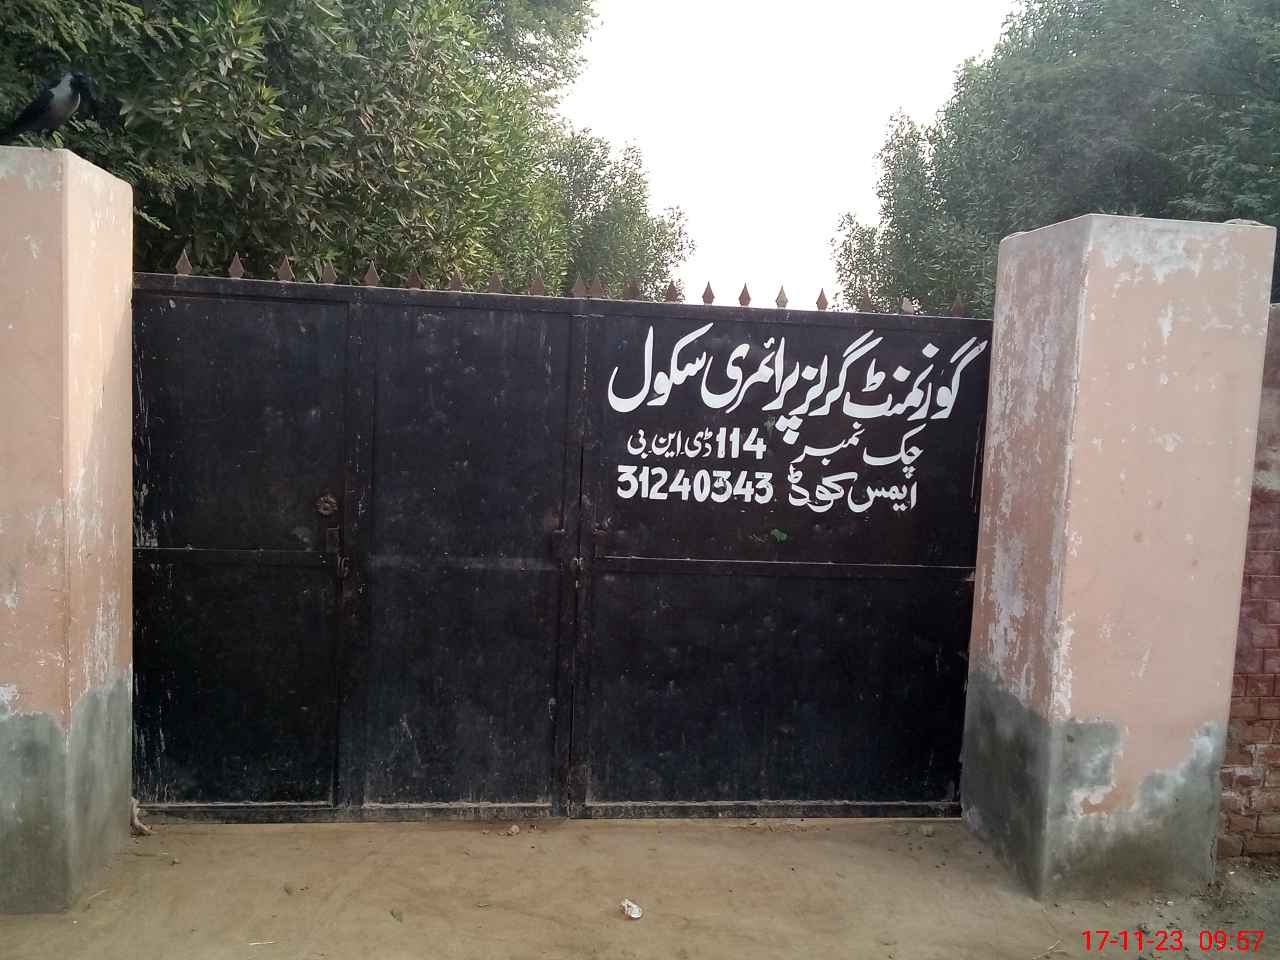 گورنمنٹ گرلز پرائمری سکول
چک نمبر 114 ڈی این بی
ایمس کوڈ 31240343
17-11-23 09:57